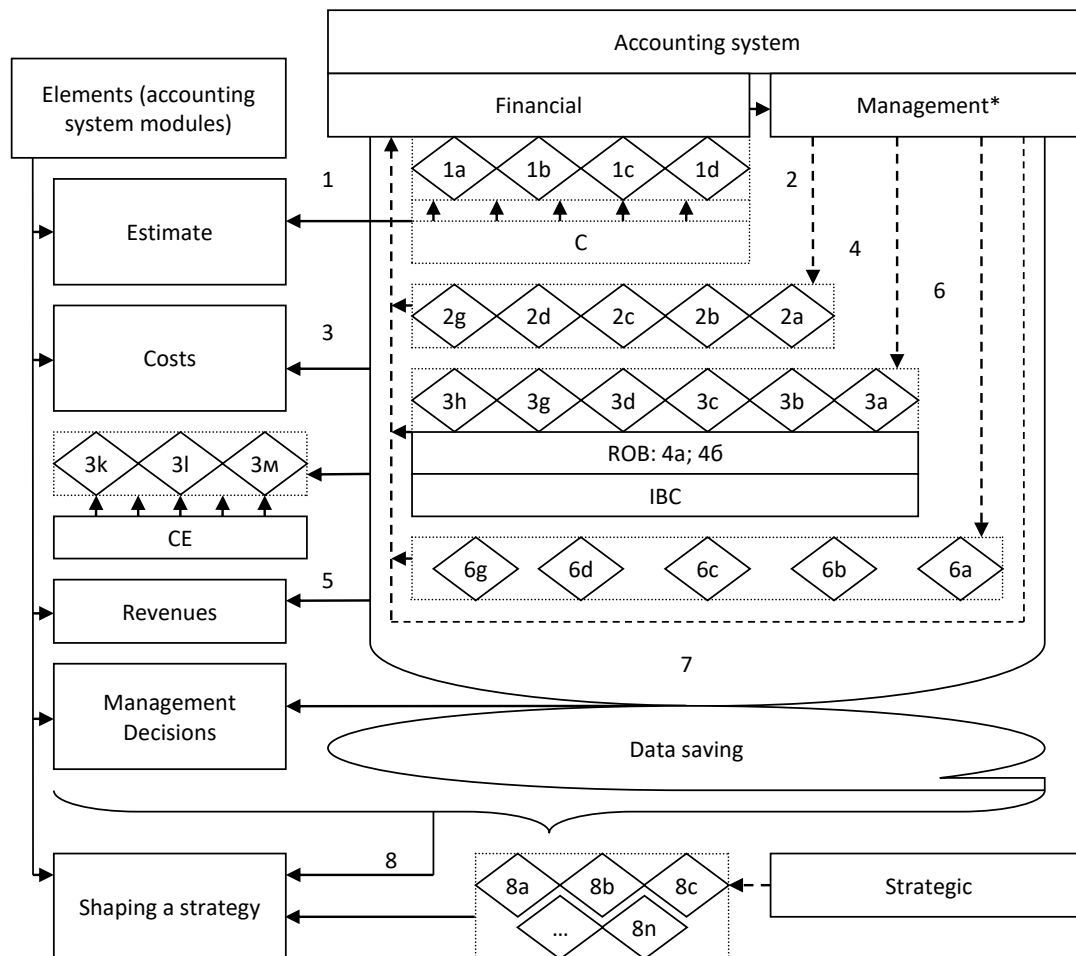 Accounting system
Elements (accounting
system modules)
Financial
Management*
1a 1b 1c 1d
1
2
Estimate
C
4
6
2g 2d 2c 2b 2a
3
Costs
3h 3g 3d 3c 3b 3a
3k 3l 3м
ROB: 4a; 4б
IBC
CE
6g 6d 6c 6b 6a
5
Revenues
7
Management
Decisions
Data saving
8
8a 8b 8c
Strategic
Shaping a strategy
... 8n